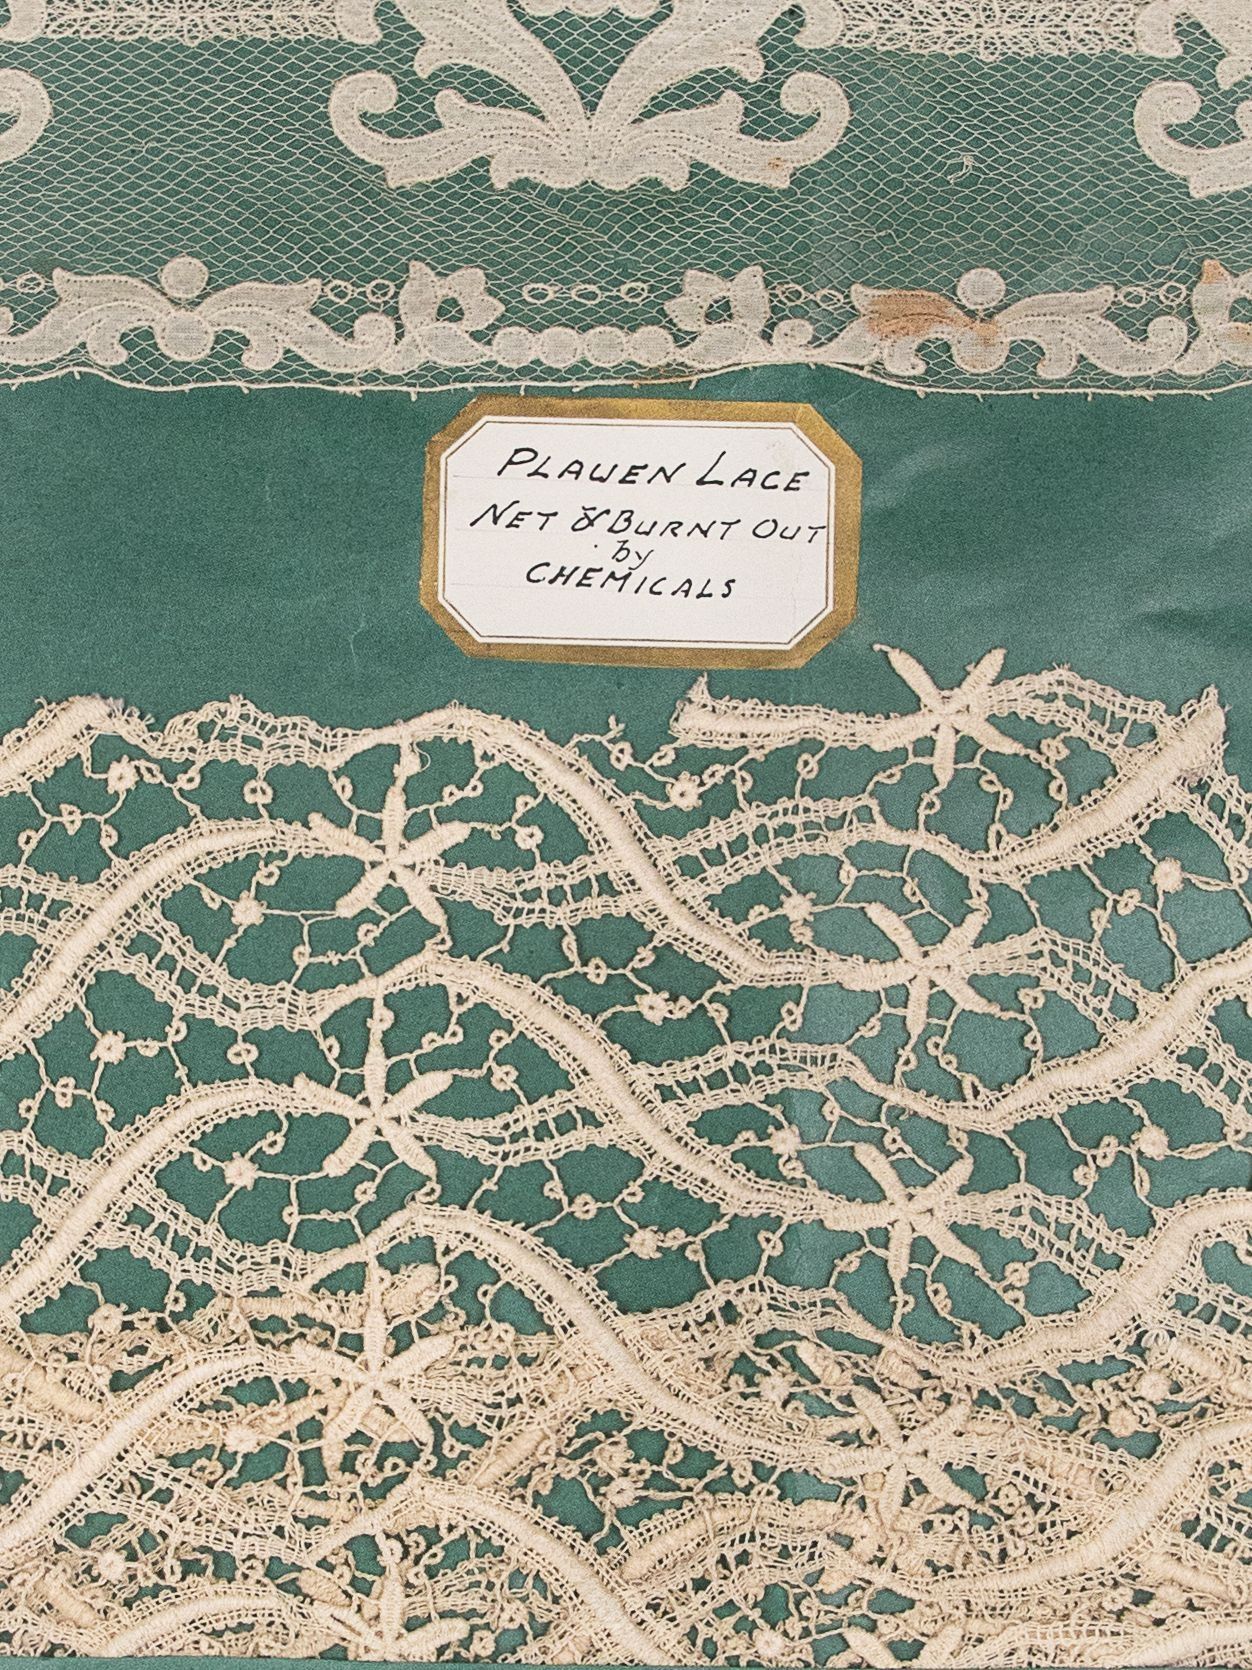 PLAUEN LACE
NET & BURNT OUT
by
CHEMICALS